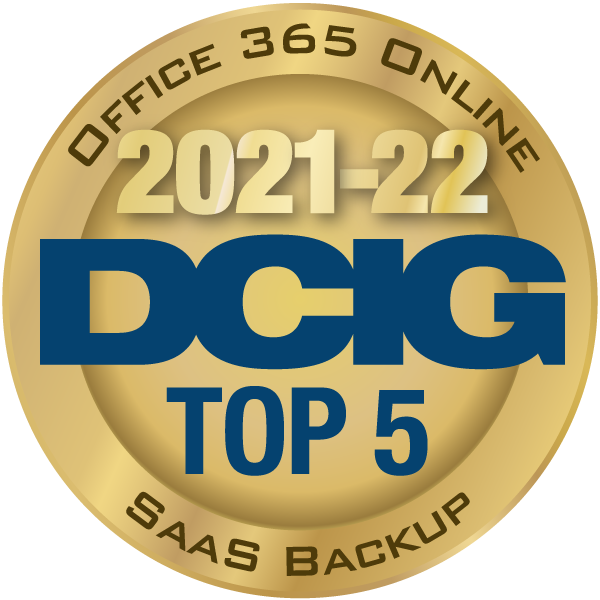 Office 365 Online
2021-22
DCIG
TOP 5
SaaS Backup